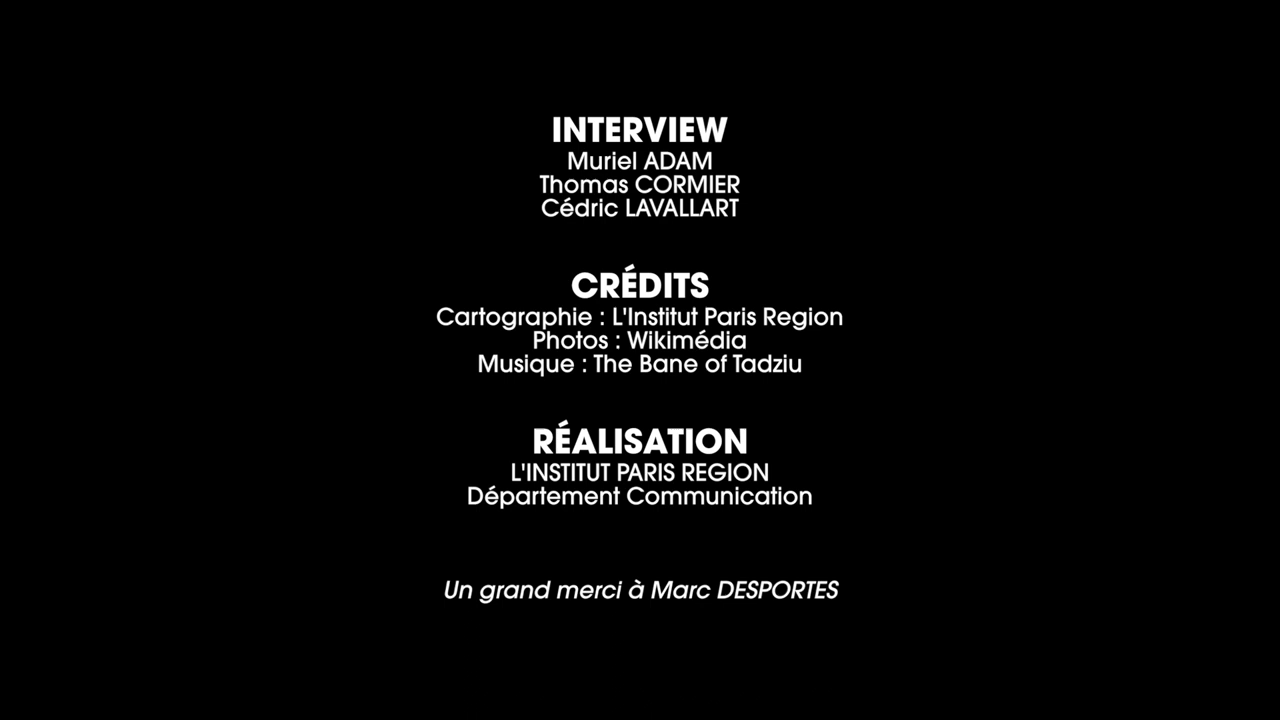 INTERVIEW
Muriel ADAM
Thomas CORMIER
Cédric LAVALLART
CRÉDITS
Cartographie : L'Institut Paris Region
Photos : Wikimédia
Musique : The Bane of Tadziu
RÉALISATION
L'INSTITUT PARIS REGION
Département Communication
Un grand merci à Marc DESPORTES